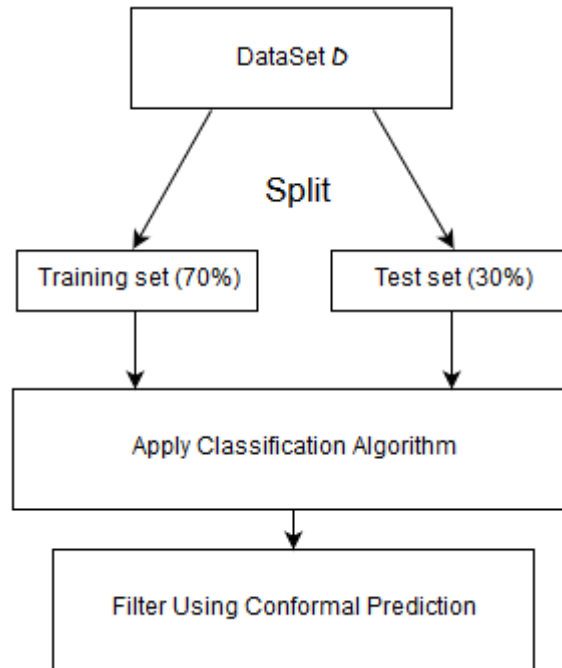 DataSet D
Split
Training set (70%)
Test set (30%)
Apply Classification Algorithm
Filter Using Conformal Prediction